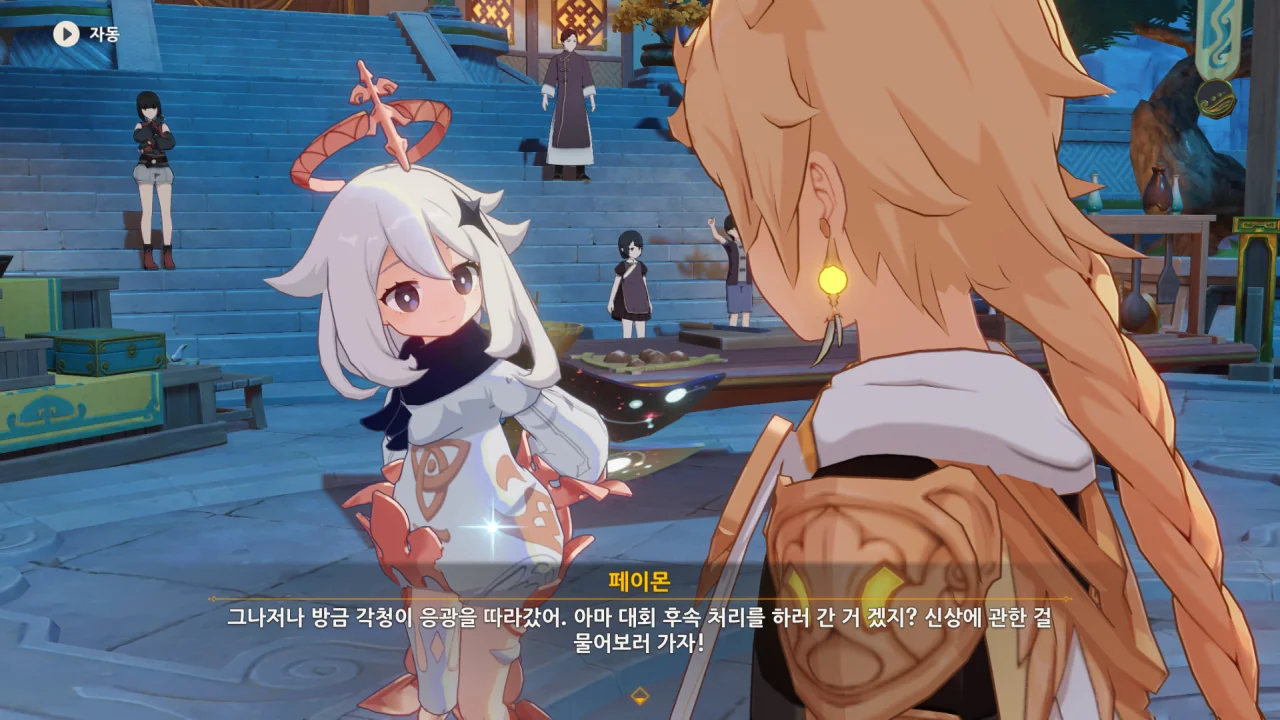 자동
페이몬
그나저나 방금 각청이 응광을 따라갔어. 아마 대회 후속 처리를 하러 간 거 겠지? 신상에 관한 걸
물어보러 가자!